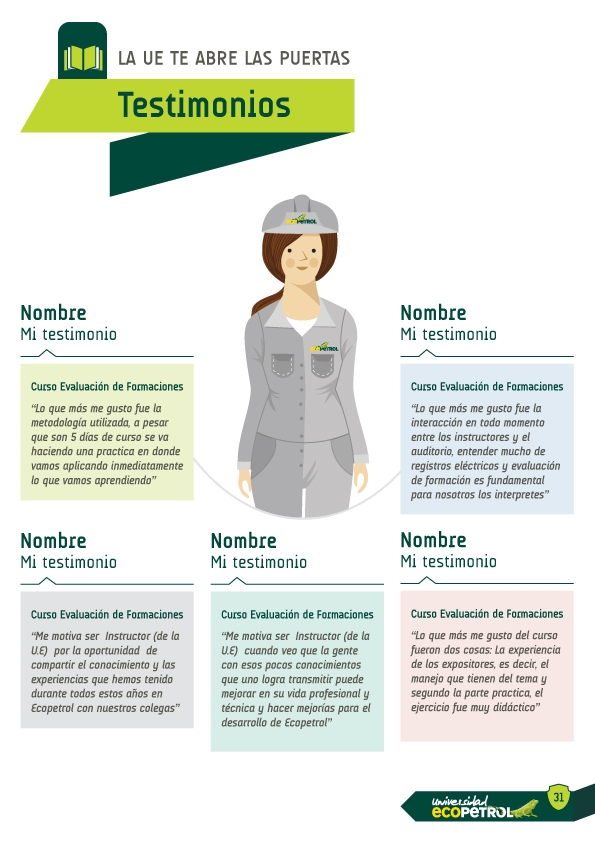 LA UE TE ABRE LAS PUERTAS
Testimonios
ECOPETROL
ECOPETROL
Nombre
Mi testimonio
Curso Evaluación de Formaciones
“Lo que más me gusto fue la
metodología utilizada, a pesar
que son 5 días de curso se va
haciendo una practica en donde
vamos aplicando inmediatamente
lo que vamos aprendiendo”
Nombre
Mi testimonio
Curso Evaluación de Formaciones
“Lo que más me gusto fue la
interacción en todo momento
entre los instructores y el
auditorio, entender mucho de
registros eléctricos y evaluación
de formación es fundamental
para nosotros los interpretes”
Nombre
Mi testimonio
Curso Evaluación de Formaciones
“Me motiva ser Instructor (de la
U.E) por la oportunidad de
compartir el conocimiento y las
experiencias que hemos tenido
durante todos estos años en
Ecopetrol con nuestros colegas”
Nombre
Mi testimonio
Curso Evaluación de Formaciones
“Me motiva ser Instructor (de la
U.E) cuando veo que la gente
con esos pocos conocimientos
que uno logra transmitir puede
mejorar en su vida profesional y
técnica y hacer mejorías para el
desarrollo de Ecopetrol”
Nombre
Mi testimonio
Curso Evaluación de Formaciones
“Lo que más me gusto del curso
fueron dos cosas: La experiencia
de los expositores, es decir, el
manejo que tienen del tema y
segundo la parte practica, el
ejercicio fue muy didáctico”
Universidad
ECOPETROL
31